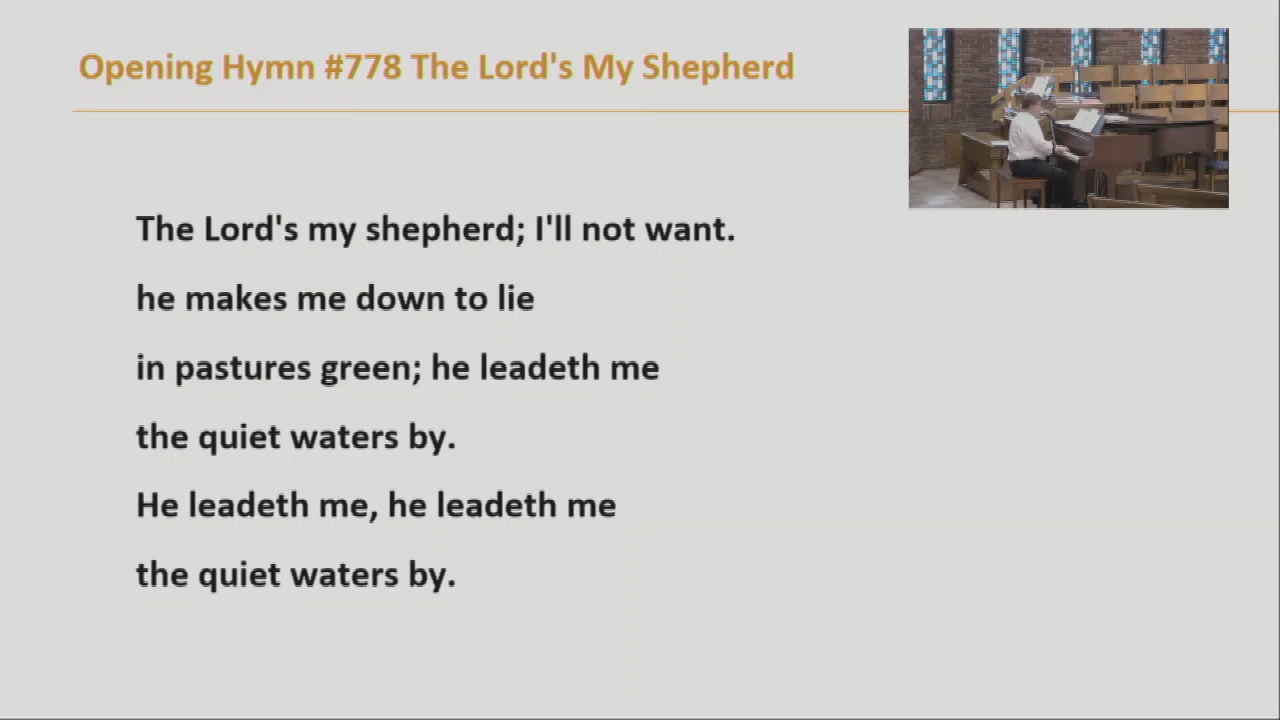 Opening Hymn #778 The Lord's My Shepherd
The Lord's my shepherd; I'll not want.
he makes me down to lie
in pastures green; he leadeth me
the quiet waters by.
He leadeth me, he leadeth me
the quiet waters by.